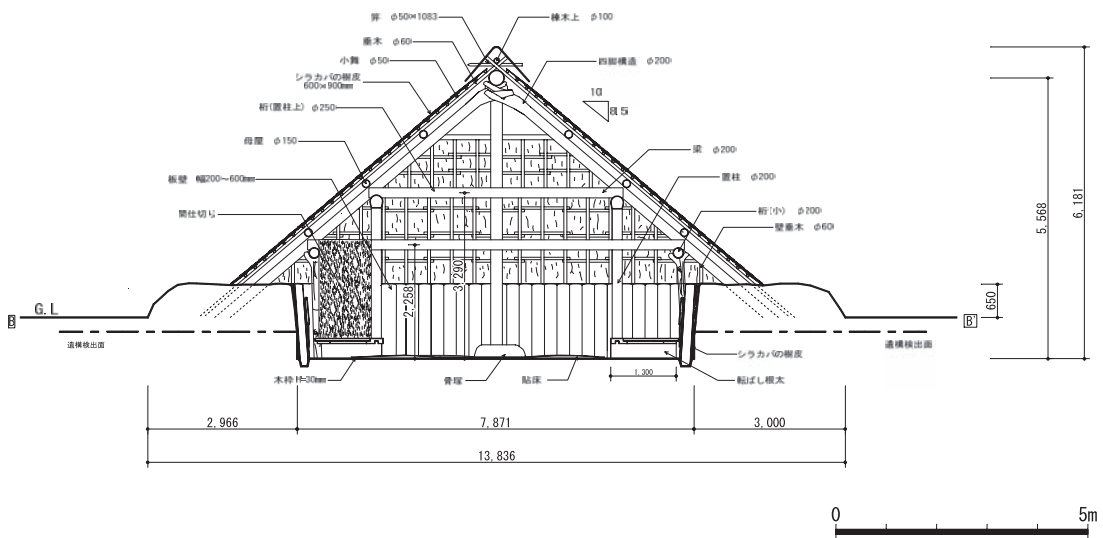 笄 φ50×1083
棟木上 φ100
垂木 φ60
小舞 φ50
四脚構造 φ200
シラカバの樹皮
600×900mm
10
8.5
桁(置柱上) φ250
母屋 φ150
梁 φ200
板壁 幅200～600mm
置柱 φ200
間仕切り
桁(小) φ200
壁垂木 φ60
3,290
2,258
5,568
6,181
650
G.L
B
B'
遺構検出面
遺構検出面
シラカバの樹皮
木枠 H=30mm
骨塚
貼床
1,300
転ばし根太
2,966
7,871
3,000
13,836
0
5m